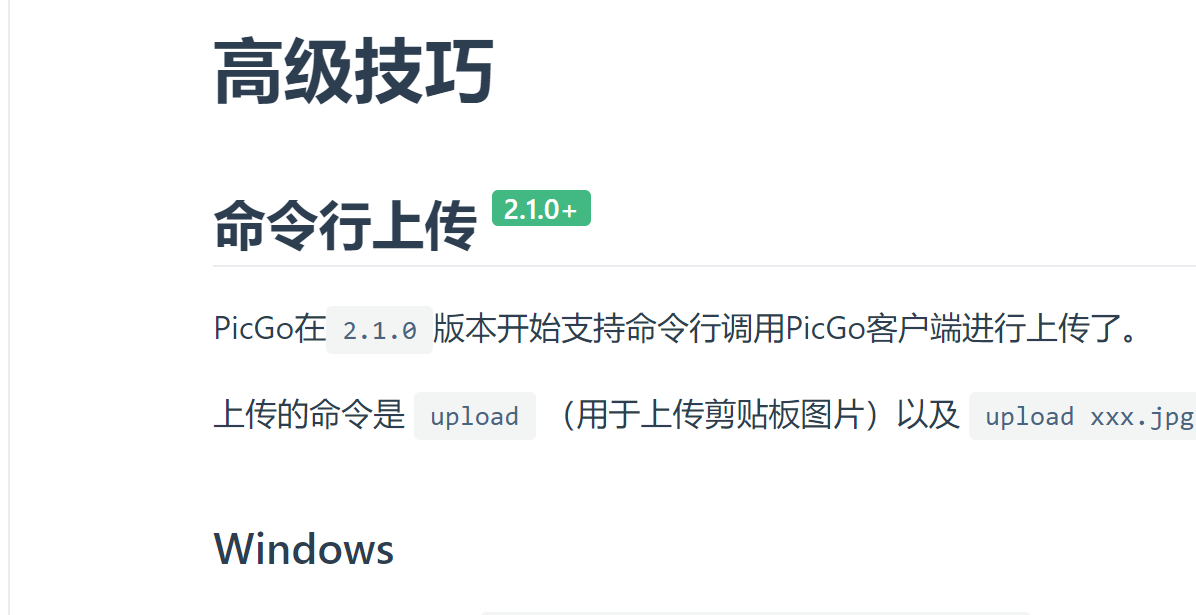 高级技巧
命令行上传 2.1.0+
PicGo在 2.1.0 版本开始支持命令行调用PicGo客户端进行上传了。
上传的命令是 upload （用于上传剪贴板图片）以及 upload xxx.jpg
Windows